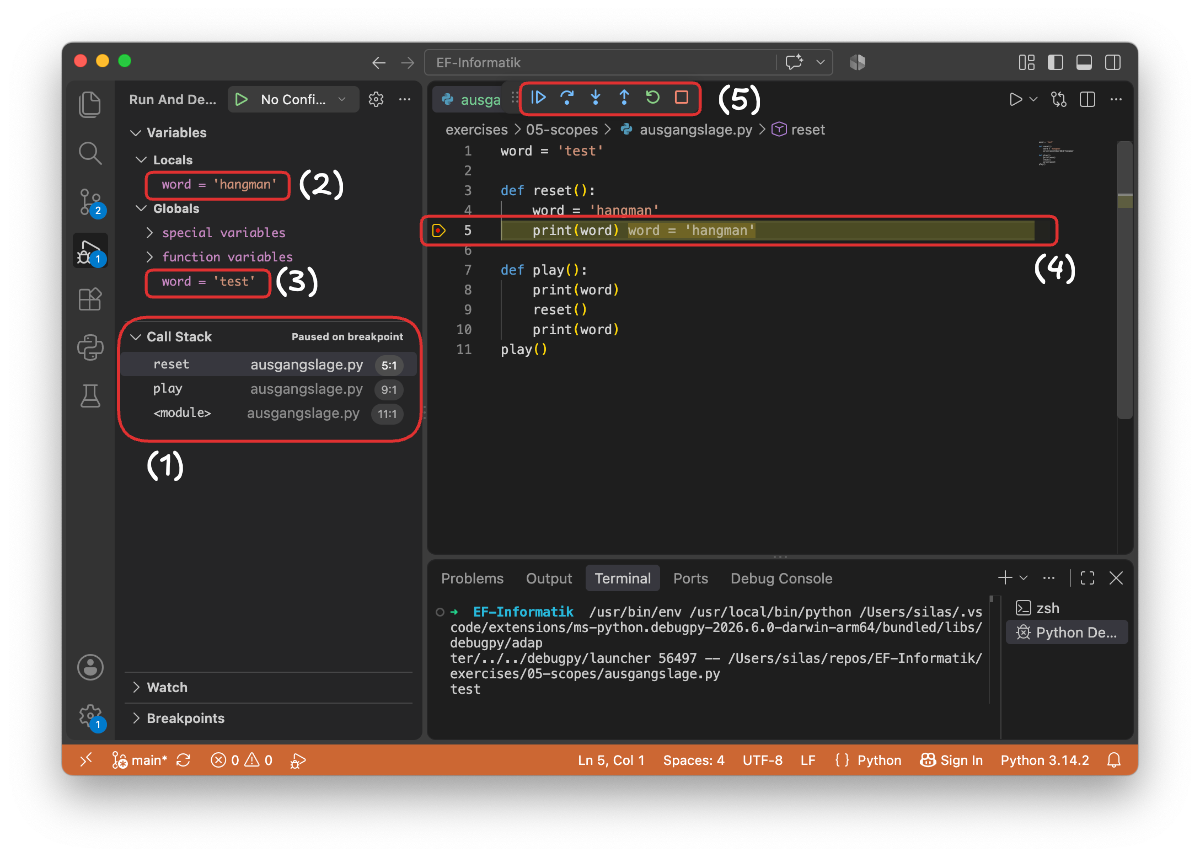 EF-Informatik
Run And De... No Confi...
Variables
Locals
word = 'hangman'
(2)
Globals
special variables
function variables
word = 'test'
(3)
Call Stack Paused on breakpoint
reset ausgangslage.py 5:1
play ausgangslage.py 9:1
<module> ausgangslage.py 11:1
(1)
Watch
Breakpoints
2
1
1
ausga
(5)
exercises > 05-scopes > ausgangslage.py > reset
1 word = 'test'
2
3 def reset():
4 word = 'hangman'
5 print(word) word = 'hangman'
6
(4)
7 def play():
8 print(word)
9 reset()
10 print(word)
11 play()
Problems Output Terminal Ports Debug Console
EF-Informatik /usr/bin/env /usr/local/bin/python /Users/silas/.vs
code/extensions/ms-python.debugpy-2026.6.0-darwin-arm64/bundled/libs/
debugpy/adap
ter/../../debugpy/launcher 56497 -- /Users/silas/repos/EF-Informatik/
exercises/05-scopes/ausgangslage.py
test
zsh
Python De...
main* 0 0 Ln 5, Col 1 Spaces: 4 UTF-8 LF { } Python Sign In Python 3.14.2